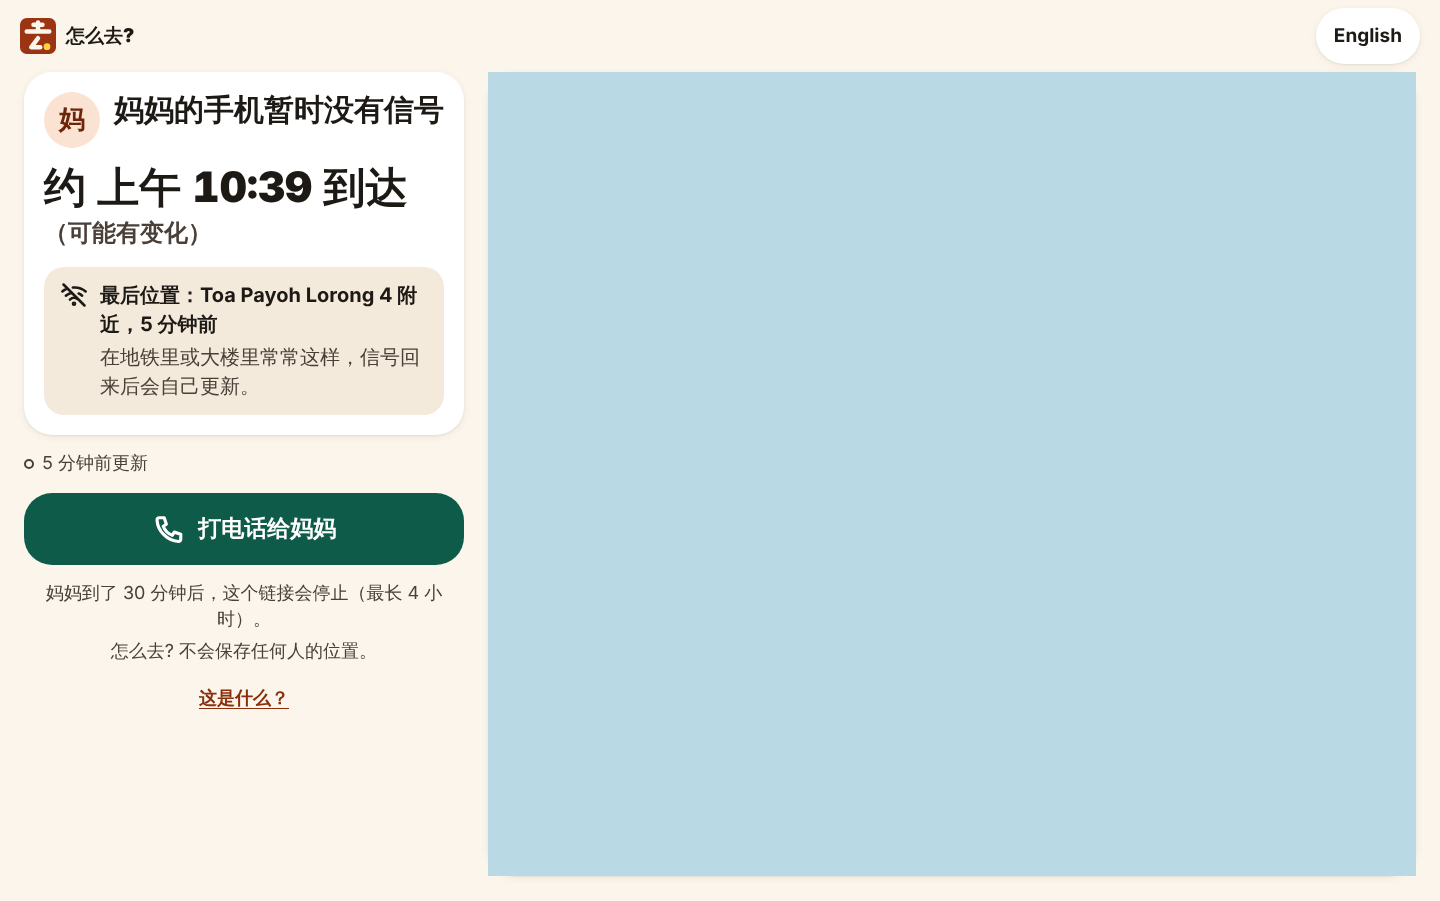 去
怎么去?
English
妈
妈妈的手机暂时没有信号
约 上午 10:39 到达
（可能有变化）
最后位置：Toa Payoh Lorong 4 附
近，5 分钟前
在地铁里或大楼里常常这样，信号回
来后会自己更新。
5 分钟前更新
打电话给妈妈
妈妈到了 30 分钟后，这个链接会停止（最长 4 小
时）。
怎么去? 不会保存任何人的位置。
这是什么？